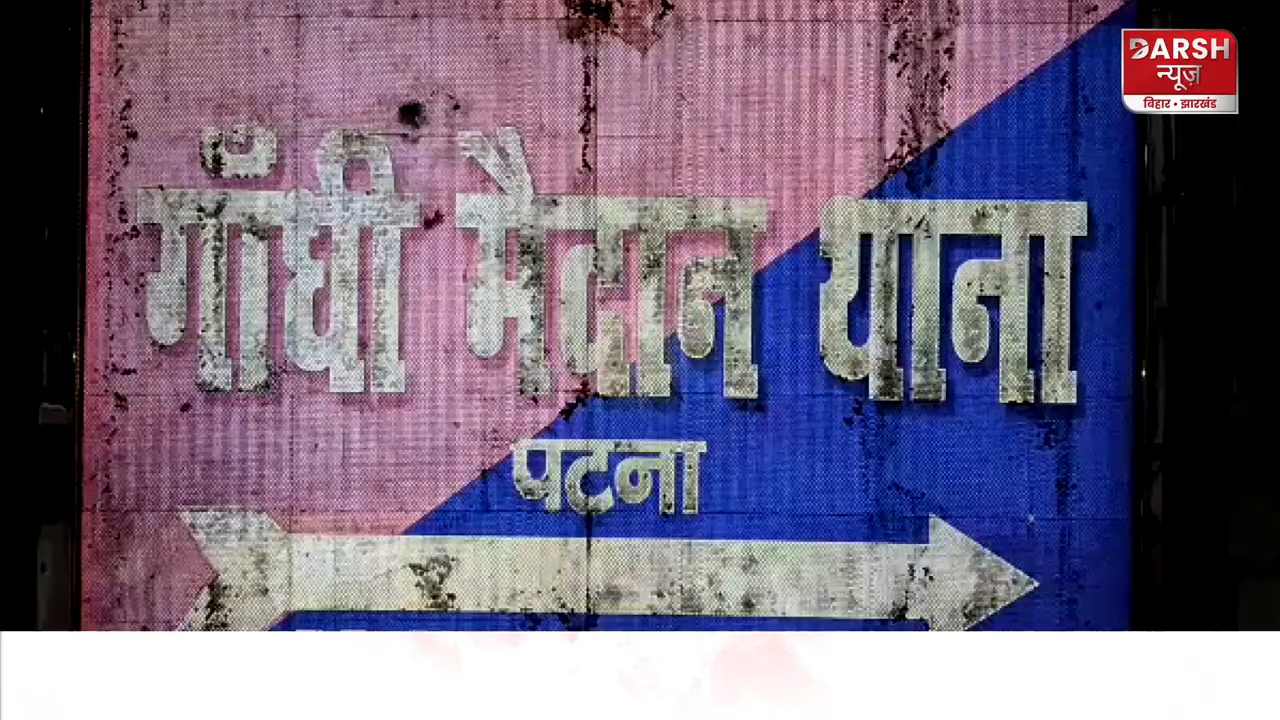 DARSH
न्यूज़
बिहार • झारखंड
गाँधी मैदान थाना
पटना